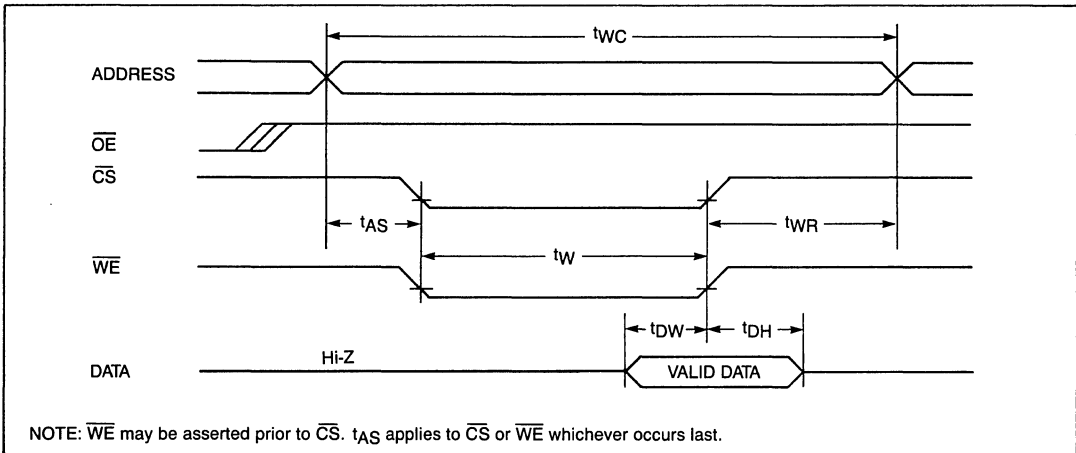 tWC
ADDRESS
OE
CS
tAS
tWR
tW
WE
tDW
tDH
Hi-Z
DATA
VALID DATA
NOTE: WE may be asserted prior to CS. tAS applies to CS or WE whichever occurs last.